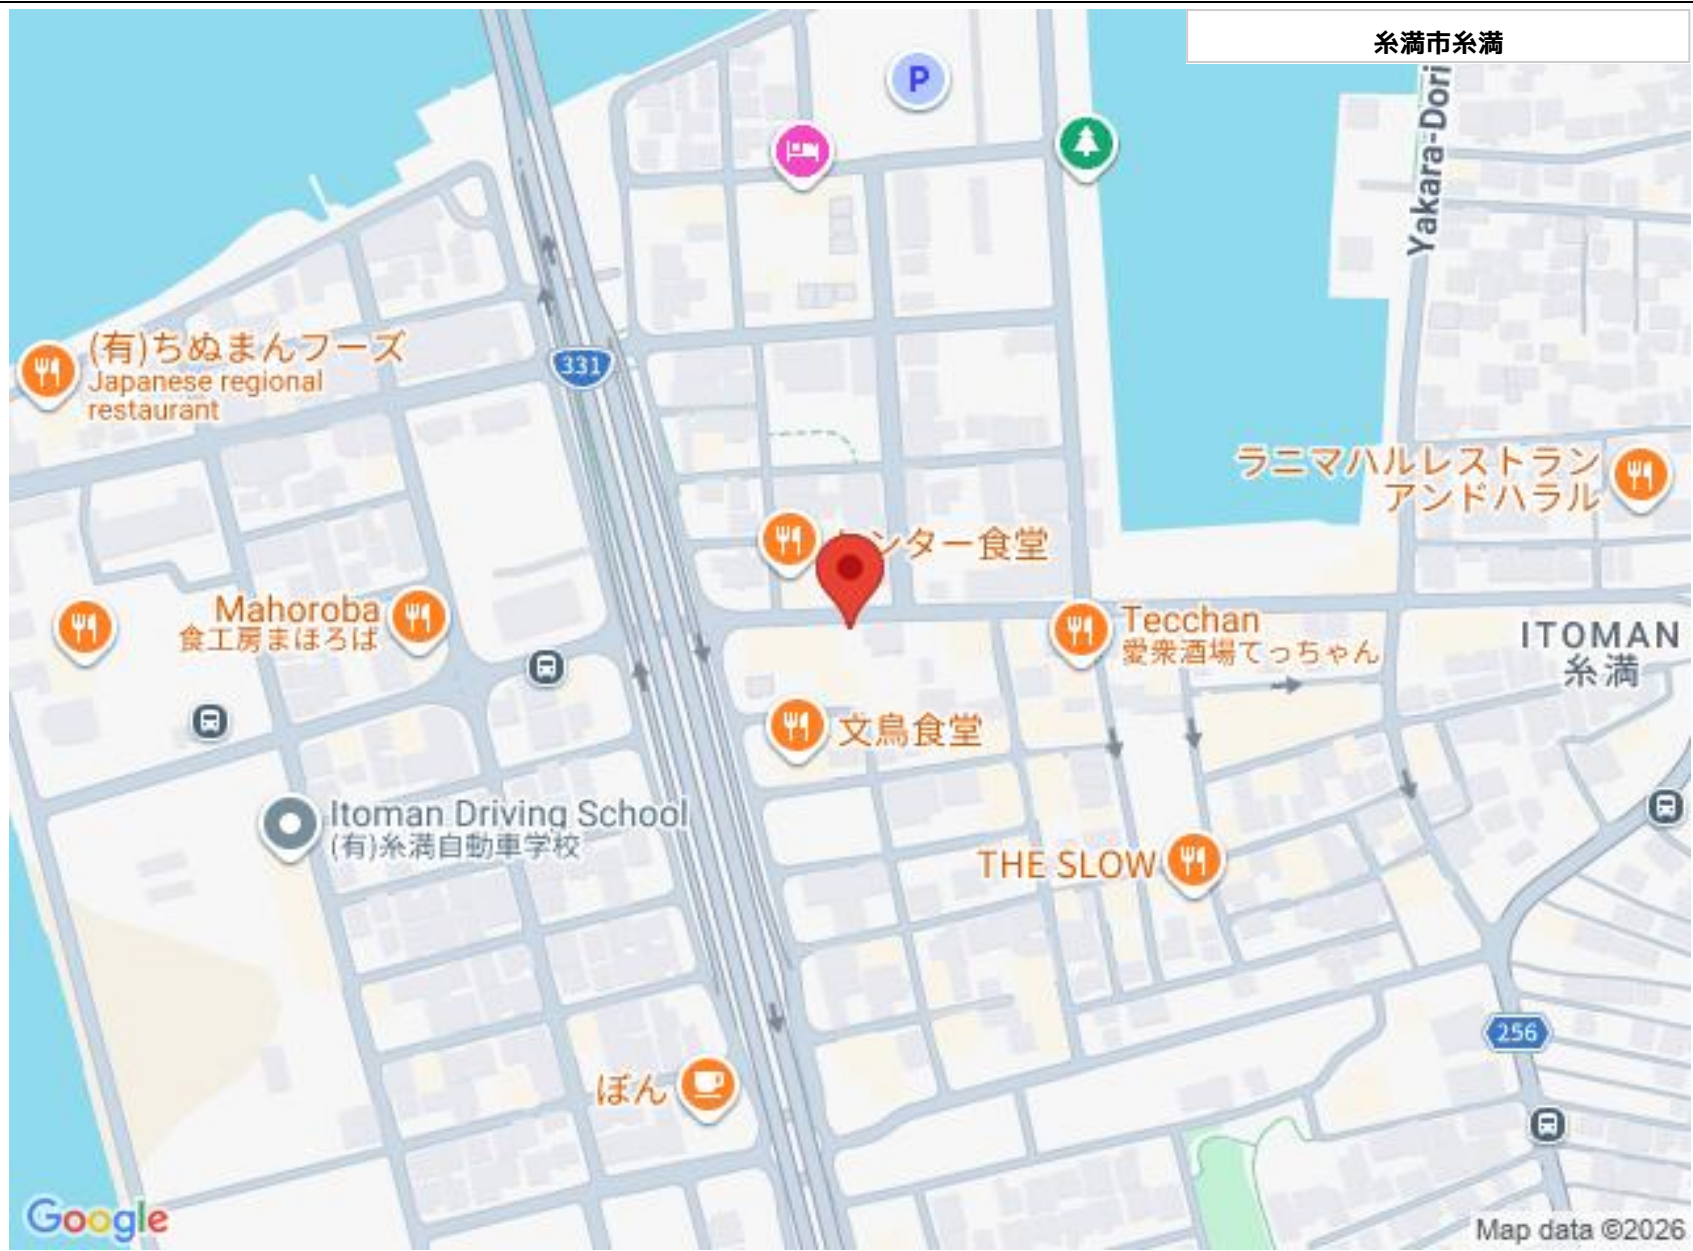 糸満市糸満
Yakara-Dori
(有)ちぬまんフーズ
Japanese regional
restaurant
331
ラニマハルレストラン
アンドハラル
ンター食堂
Mahoroba
食工房まほろば
Tecchan
愛衆酒場てっちゃん
ITOMAN
糸満
文鳥食堂
Itoman Driving School
(有)糸満自動車学校
THE SLOW
256
ぽん
Google
Map data ©2026
P